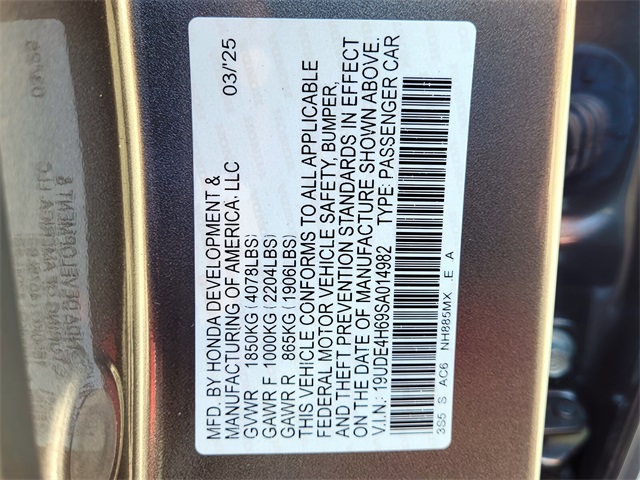 MFD. BY HONDA DEVELOPMENT &
MANUFACTURING OF AMERICA, LLC 03/'25
GVWR 1850KG (4078LBS)
GAWR F 1000KG (2204LBS)
GAWR R 865KG (1906LBS)
THIS VEHICLE CONFORMS TO ALL APPLICABLE
FEDERAL MOTOR VEHICLE SAFETY, BUMPER,
AND THEFT PREVENTION STANDARDS IN EFFECT
ON THE DATE OF MANUFACTURE SHOWN ABOVE.
V.I.N.: 19UDE4H69SA014982 TYPE: PASSENGER CAR
3S5 S AC6 NH885MX .E A